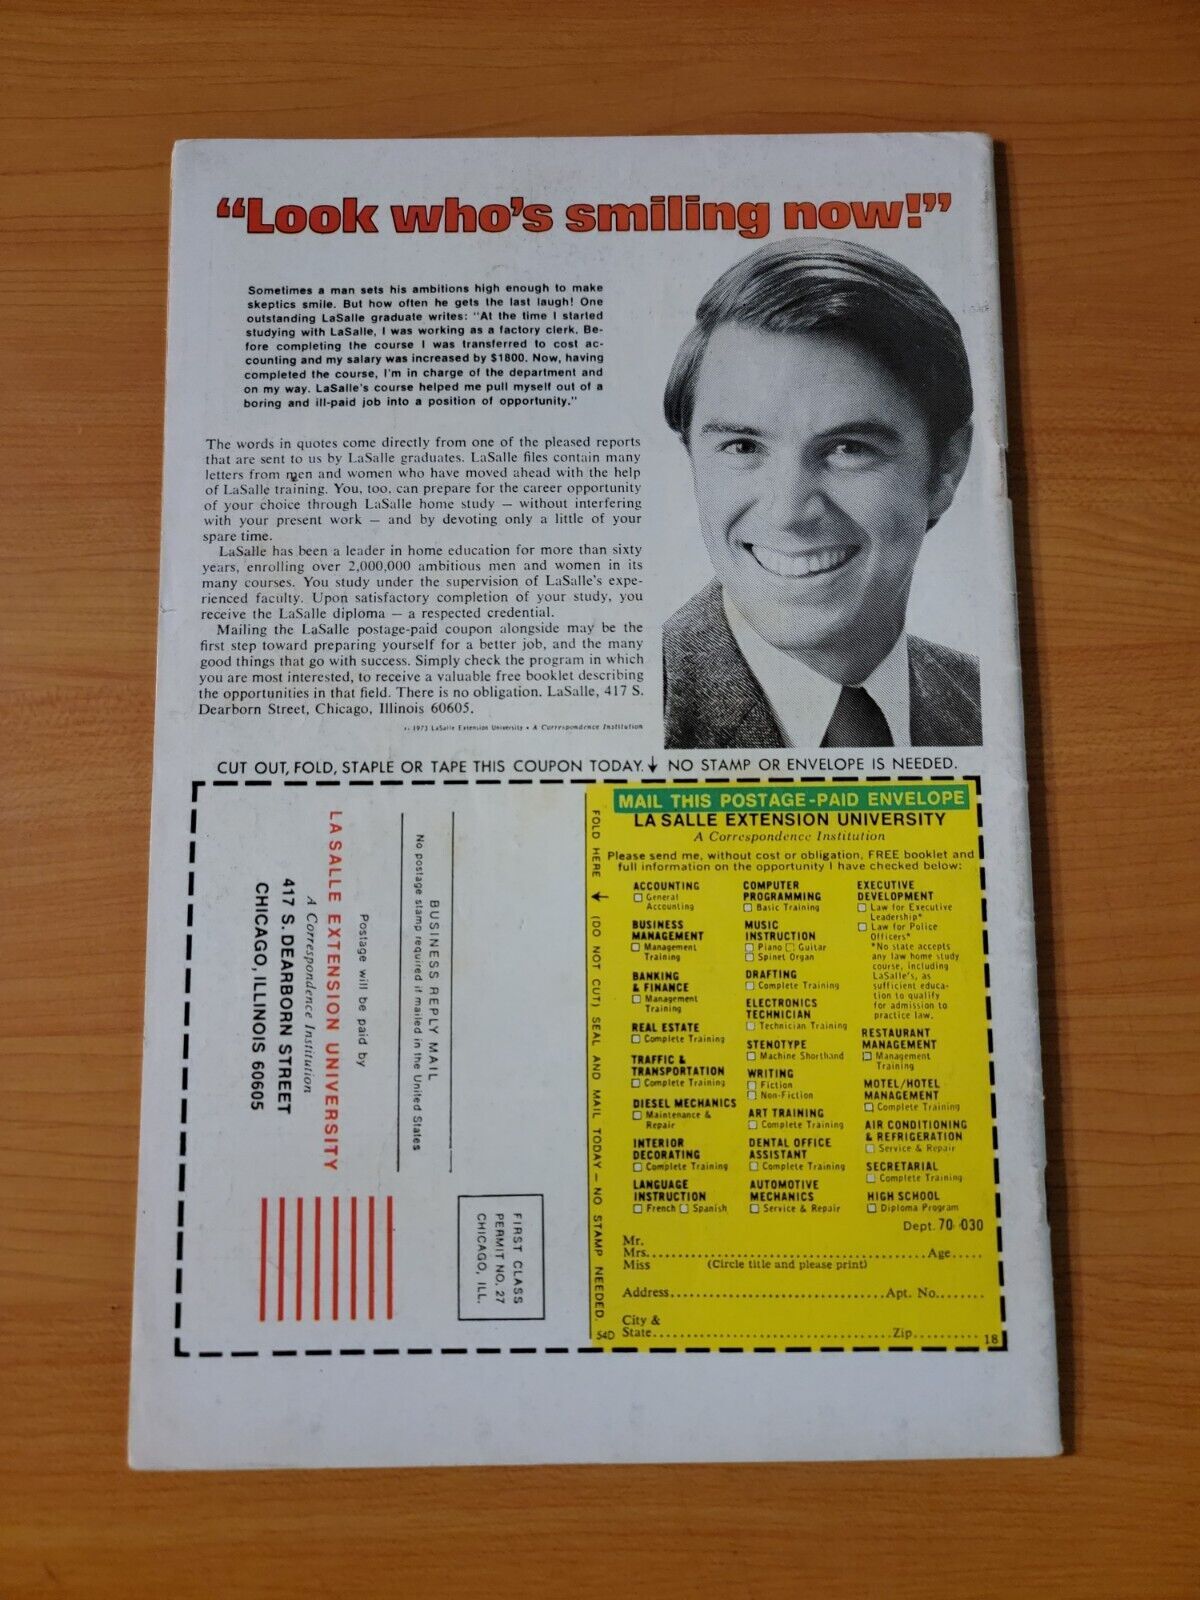 “Look who's smiling now!”
Sometimes a man sets his ambitions high enough to make
skeptics smile. But how often he gets the last laugh! One
outstanding LaSalle graduate writes: "At the time I started
studying with LaSalle, I was working as a factory clerk. Be-
fore completing the course I was transferred to cost ac-
counting and my salary was increased by $1800. Now, having
completed the course, I'm in charge of the department and
on my way. LaSalle's course helped me pull myself out of a
boring and ill-paid job into a position of opportunity."
The words in quotes come directly from one of the pleased reports
that are sent to us by LaSalle graduates. LaSalle files contain many
letters from men and women who have moved ahead with the help
of LaSalle training. You, too, can prepare for the career opportunity
of your choice through LaSalle home study — without interfering
with your present work — and by devoting only a little of your
spare time.
LaSalle has been a leader in home education for more than sixty
years, enrolling over 2,000,000 ambitious men and women in its
many courses. You study under the supervision of LaSalle's expe-
rienced faculty. Upon satisfactory completion of your study, you
receive the LaSalle diploma — a respected credential.
Mailing the LaSalle postage-paid coupon alongside may be the
first step toward preparing yourself for a better job, and the many
good things that go with success. Simply check the program in which
you are most interested, to receive a valuable free booklet describing
the opportunities in that field. There is no obligation. LaSalle, 417 S.
Dearborn Street, Chicago, Illinois 60605.
© 1973 LaSalle Extension University • A Correspondence Institution
CUT OUT, FOLD, STAPLE OR TAPE THIS COUPON TODAY. ↓ NO STAMP OR ENVELOPE IS NEEDED.
BUSINESS REPLY MAIL
No postage stamp required if mailed in the United States
Postage will be paid by
LA SALLE EXTENSION UNIVERSITY
A Correspondence Institution
417 S. DEARBORN STREET
CHICAGO, ILLINOIS 60605
FIRST CLASS
PERMIT NO. 27
CHICAGO, ILL.
FOLD HERE ← (DO NOT CUT) SEAL AND MAIL TODAY — NO STAMP NEEDED.
MAIL THIS POSTAGE-PAID ENVELOPE
LA SALLE EXTENSION UNIVERSITY
A Correspondence Institution
Please send me, without cost or obligation, FREE booklet and
full information on the opportunity I have checked below:
ACCOUNTING
General
Accounting
BUSINESS
MANAGEMENT
Management
Training
BANKING
& FINANCE
Management
Training
REAL ESTATE
Complete Training
TRAFFIC &
TRANSPORTATION
Complete Training
DIESEL MECHANICS
Maintenance &
Repair
INTERIOR
DECORATING
Complete Training
LANGUAGE
INSTRUCTION
French Spanish
COMPUTER
PROGRAMMING
Basic Training
MUSIC
INSTRUCTION
Piano Guitar
Spinet Organ
DRAFTING
Complete Training
ELECTRONICS
TECHNICIAN
Technician Training
STENOTYPE
Machine Shorthand
WRITING
Fiction
Non-Fiction
ART TRAINING
Complete Training
DENTAL OFFICE
ASSISTANT
Complete Training
AUTOMOTIVE
MECHANICS
Service & Repair
EXECUTIVE
DEVELOPMENT
Law for Executive
Leadership*
Law for Police
Officers*
*No state accepts
any law home study
course, including
LaSalle's, as
sufficient educa-
tion to qualify
for admission to
practice law.
RESTAURANT
MANAGEMENT
Management
Training
MOTEL/HOTEL
MANAGEMENT
Complete Training
AIR CONDITIONING
& REFRIGERATION
Service & Repair
SECRETARIAL
Complete Training
HIGH SCHOOL
Diploma Program
Dept. 70-030
Mr.
Mrs. Age
Miss (Circle title and please print)
Address Apt. No.
City &
State Zip
54D
18